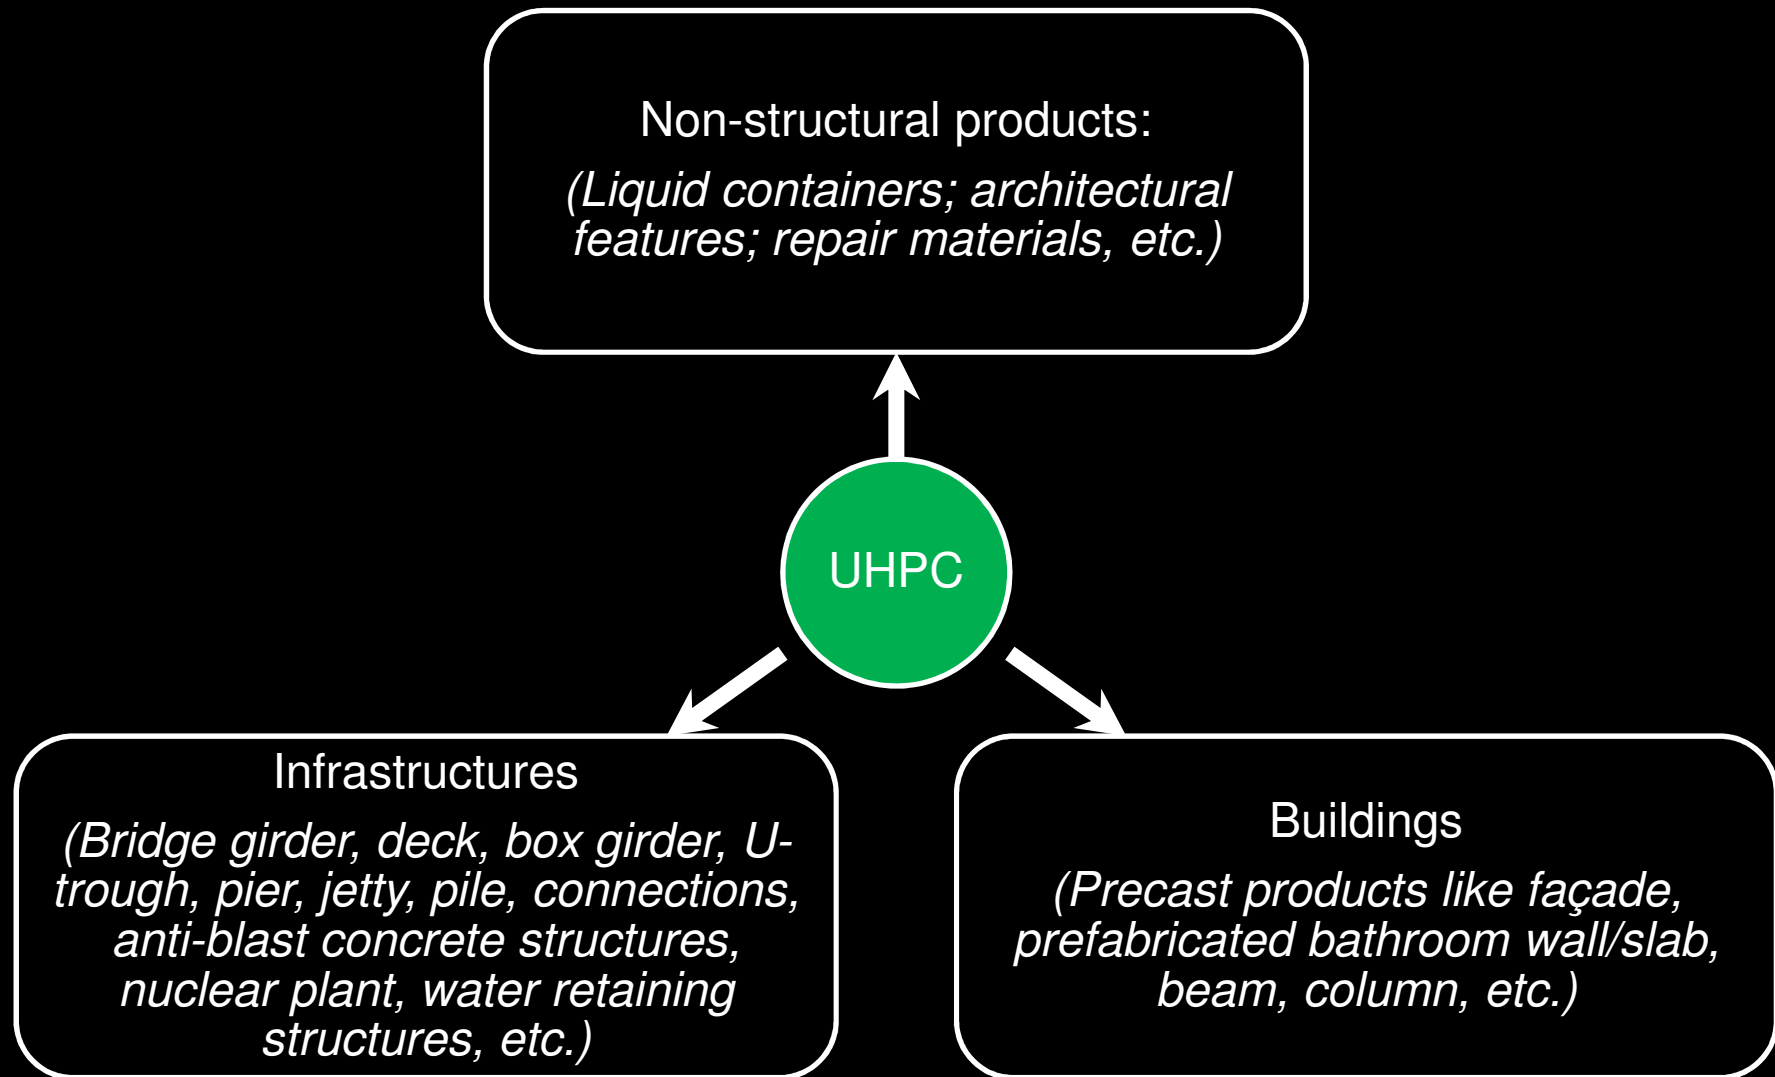 Non-structural products:
(Liquid containers; architectural
features; repair materials, etc.)
UHPC
Infrastructures
(Bridge girder, deck, box girder, U-
trough, pier, jetty, pile, connections,
anti-blast concrete structures,
nuclear plant, water retaining
structures, etc.)
Buildings
(Precast products like façade,
prefabricated bathroom wall/slab,
beam, column, etc.)